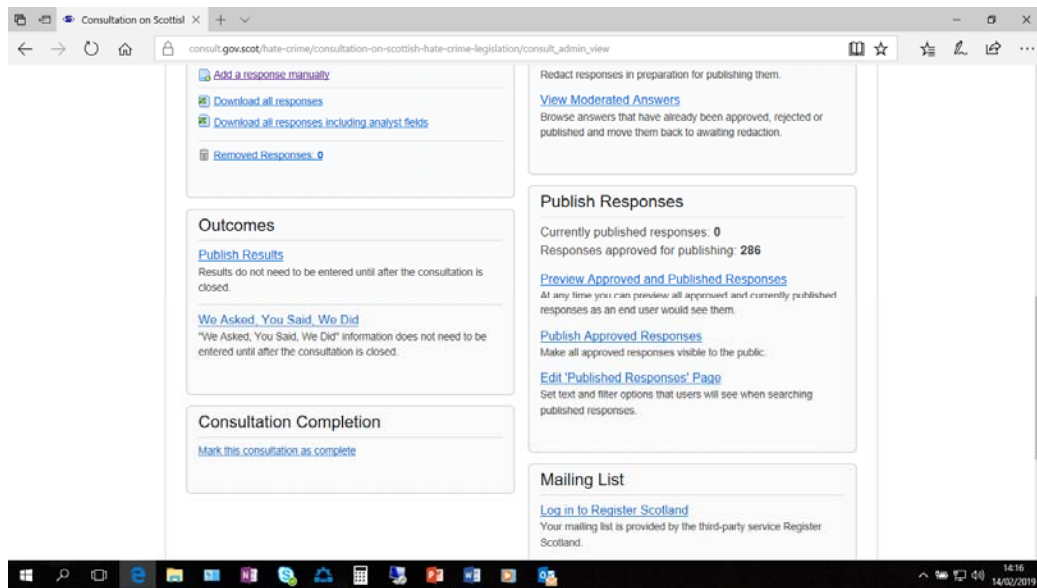 Consultation on Scottisl
consult.gov.scot/hate-crime/consultation-on-scottish-hate-crime-legislation/consult_admin_view
Add a response manually
Download all responses
Download all responses including analyst fields
Removed Responses: 0
Outcomes
Publish Results
Results do not need to be entered until after the consultation is
closed.
We Asked, You Said, We Did
"We Asked, You Said, We Did" information does not need to be
entered until after the consultation is closed.
Consultation Completion
Mark this consultation as complete
Redact responses in preparation for publishing them.
View Moderated Answers
Browse answers that have already been approved, rejected or
published and move them back to awaiting redaction.
Publish Responses
Currently published responses: 0
Responses approved for publishing: 286
Preview Approved and Published Responses
At any time you can preview all approved and currently published
responses as an end user would see them.
Publish Approved Responses
Make all approved responses visible to the public.
Edit 'Published Responses' Page
Set text and filter options that users will see when searching
published responses.
Mailing List
Log in to Register Scotland
Your mailing list is provided by the third-party service Register
Scotland.
14:16
14/02/2019